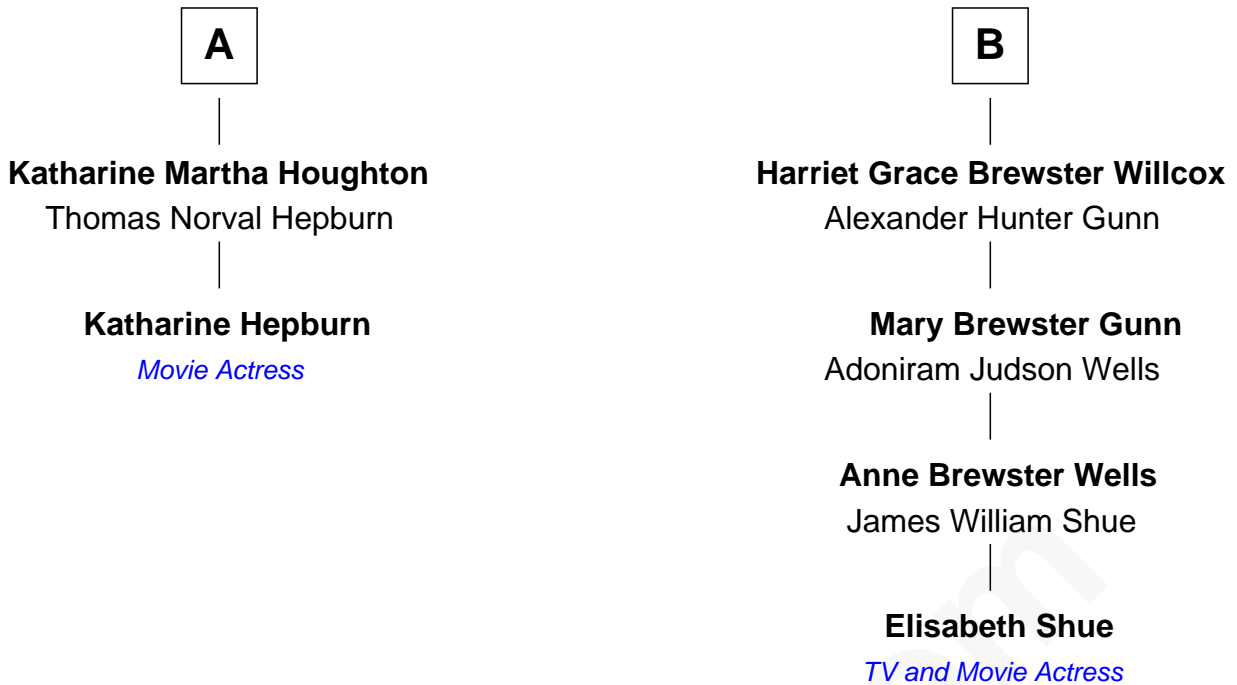 A
Katharine Martha Houghton
Thomas Norval Hepburn
Katharine Hepburn
Movie Actress
B
Harriet Grace Brewster Willcox
Alexander Hunter Gunn
Mary Brewster Gunn
Adoniram Judson Wells
Anne Brewster Wells
James William Shue
Elisabeth Shue
TV and Movie Actress